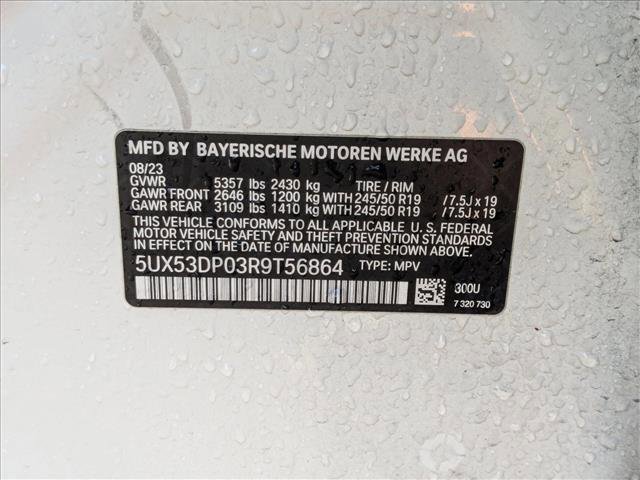 MFD BY BAYERISCHE MOTOREN WERKE AG
08/23
GVWR 5357 lbs 2430 kg TIRE / RIM
GAWR FRONT 2646 lbs 1200 kg WITH 245/50 R19 / 7.5J x 19
GAWR REAR 3109 lbs 1410 kg WITH 245/50 R19 / 7.5J x 19
THIS VEHICLE CONFORMS TO ALL APPLICABLE U. S. FEDERAL
MOTOR VEHICLE SAFETY AND THEFT PREVENTION STANDARDS
IN EFFECT ON THE DATE OF MANUFACTURE SHOWN ABOVE.
5UX53DP03R9T56864 TYPE: MPV
300U
7 320 730